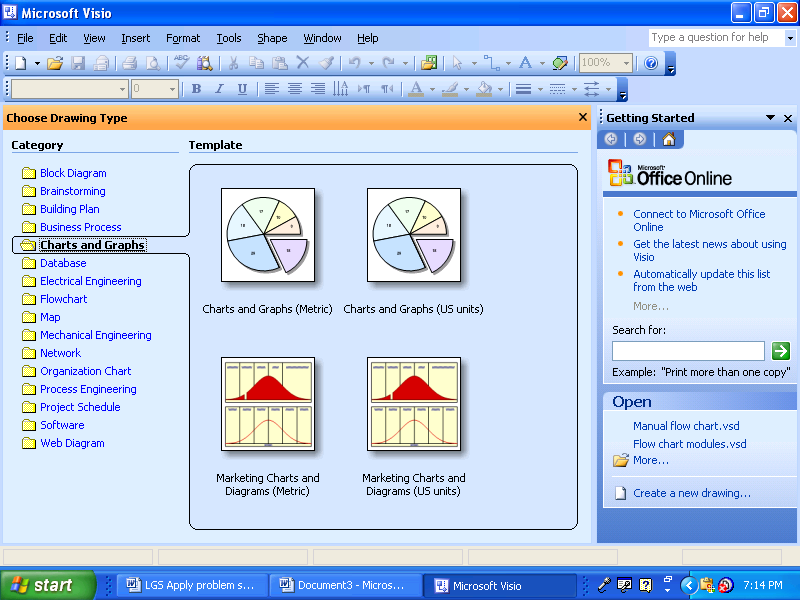 Microsoft Visio
File Edit View Insert Format Tools Shape Window Help
Type a question for help
100%
0
B I U
Choose Drawing Type
Category
Template
Block Diagram
Brainstorming
Building Plan
Business Process
Charts and Graphs
Database
Electrical Engineering
Flowchart
Map
Mechanical Engineering
Network
Organization Chart
Process Engineering
Project Schedule
Software
Web Diagram
Charts and Graphs (Metric)
Charts and Graphs (US units)
Marketing Charts and
Diagrams (Metric)
Marketing Charts and
Diagrams (US units)
Getting Started
Microsoft
Office Online
Connect to Microsoft Office
Online
Get the latest news about using
Visio
Automatically update this list
from the web
More...
Search for:
Example: "Print more than one copy"
Open
Manual flow chart.vsd
Flow chart modules.vsd
More...
Create a new drawing...
start
LGS Apply problem s...
Document3 - Micros...
Microsoft Visio
7:14 PM